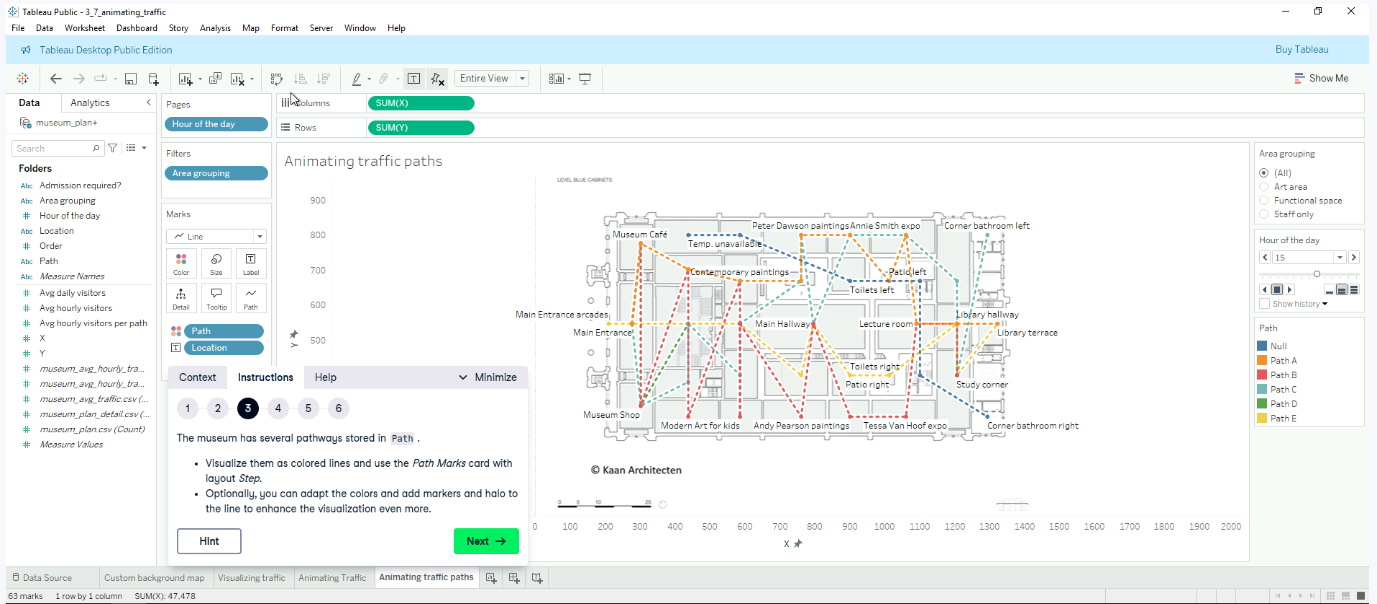 Tableau Public - 3_7_animating_traffic
File Data Worksheet Dashboard Story Analysis Map Format Server Window Help
Tableau Desktop Public Edition
Buy Tableau
Entire View
Show Me
Data
Analytics
museum_plan+
Search
Folders
Abc Admission required?
Abc Area grouping
# Hour of the day
Abc Location
# Order
Abc Path
Abc Measure Names
# Avg daily visitors
# Avg hourly visitors
# Avg hourly visitors per path
# X
# Y
# museum_avg_hourly_tra...
# museum_avg_hourly_tra...
# museum_avg_traffic.csv (...
# museum_plan_detail.csv (...
# museum_plan.csv (Count)
# Measure Values
Pages
Hour of the day
Filters
Area grouping
Marks
Line
Color
Size
Label
Detail
Tooltip
Path
Path
Location
Columns
SUM(X)
Rows
SUM(Y)
Animating traffic paths
LEVEL BLUE CABINETS
900
800
700
600
500
Y
Museum Café
Temp. unavailable
Peter Dawson paintings
Annie Smith expo
Corner bathroom left
Contemporary paintings
Patio left
Toilets left
Main Entrance arcades
Main Entrance
Main Hallway
Lecture room
Library hallway
Library terrace
Toilets right
Patio right
Study corner
Museum Shop
Modern Art for kids
Andy Pearson paintings
Tessa Van Hoof expo
Corner bathroom right
© Kaan Architecten
0 5 10 25
0 100 200 300 400 500 600 700 800 900 1000 1100 1200 1300 1400 1500 1600 1700 1800 1900 2000
X
Area grouping
(All)
Art area
Functional space
Staff only
Hour of the day
15
Show history
Path
Null
Path A
Path B
Path C
Path D
Path E
Context
Instructions
Help
Minimize
1 2 3 4 5 6
The museum has several pathways stored in Path .
• Visualize them as colored lines and use the Path Marks card with
layout Step.
• Optionally, you can adapt the colors and add markers and halo to
the line to enhance the visualization even more.
Hint
Next →
Data Source
Custom background map
Visualizing traffic
Animating Traffic
Animating traffic paths
63 marks 1 row by 1 column SUM(X): 47,478